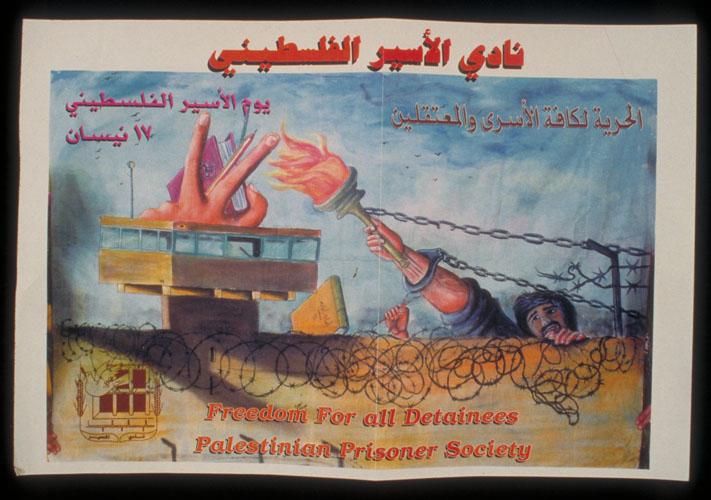 نادي الأسير الفلسطيني
يوم الأسير الفلسطيني
١٧ نيسان
الحرية لكافة الأسرى والمعتقلين
Freedom For all Detainees
Palestinian Prisoner Society